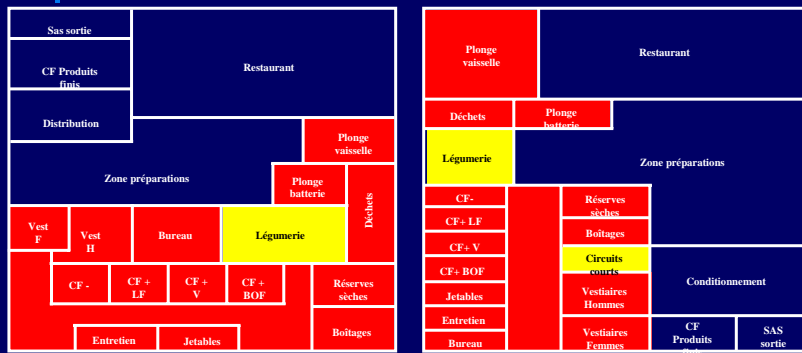 Sas sortie
CF Produits
finis
Distribution
Restaurant
Plonge
vaisselle
Zone préparations
Plonge
batterie
Déchets
Vest
F
Vest
H
Bureau
Légumerie
CF -
CF +
LF
CF +
V
CF +
BOF
Réserves
sèches
Boîtages
Entretien
Jetables
Plonge
vaisselle
Restaurant
Déchets
Plonge
batterie
Légumerie
Zone préparations
CF-
CF+ LF
CF+ V
CF+ BOF
Jetables
Entretien
Bureau
Réserves
sèches
Boîtages
Circuits
courts
Vestiaires
Hommes
Vestiaires
Femmes
Conditionnement
CF
Produits
SAS
sortie